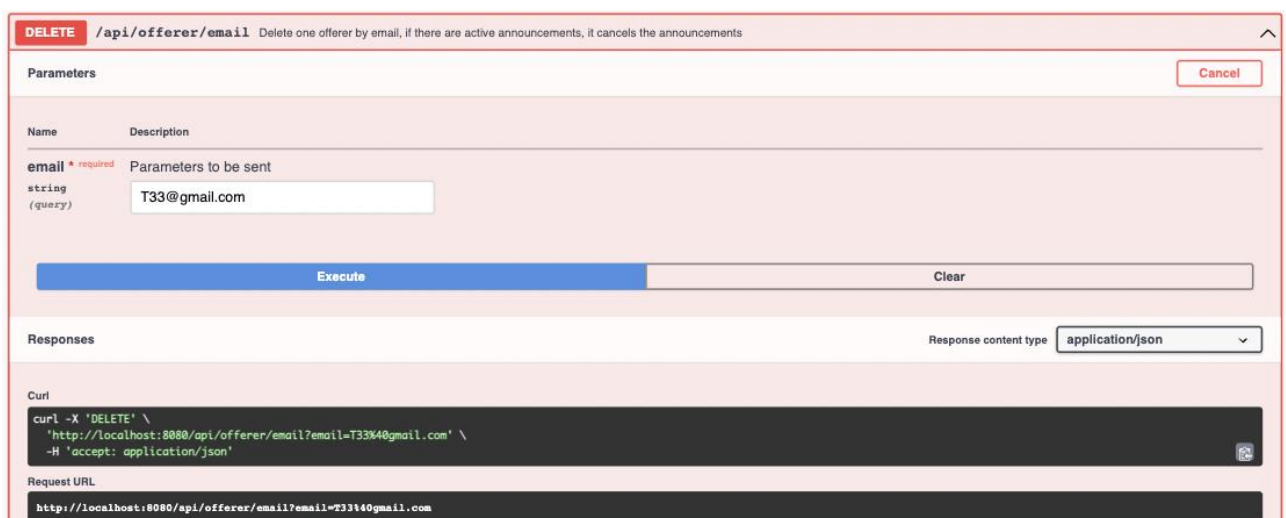 DELETE /api/offerer/email Delete one offerer by email, if there are active announcements, it cancels the announcements
Parameters
Cancel
Name Description
email * required Parameters to be sent
string
(query)
T33@gmail.com
Execute Clear
Responses Response content type application/json
Curl
curl -X 'DELETE' \
'http://localhost:8080/api/offerer/email?email=T33%40gmail.com' \
-H 'accept: application/json'
Request URL
http://localhost:8080/api/offerer/email?email=T33%40gmail.com